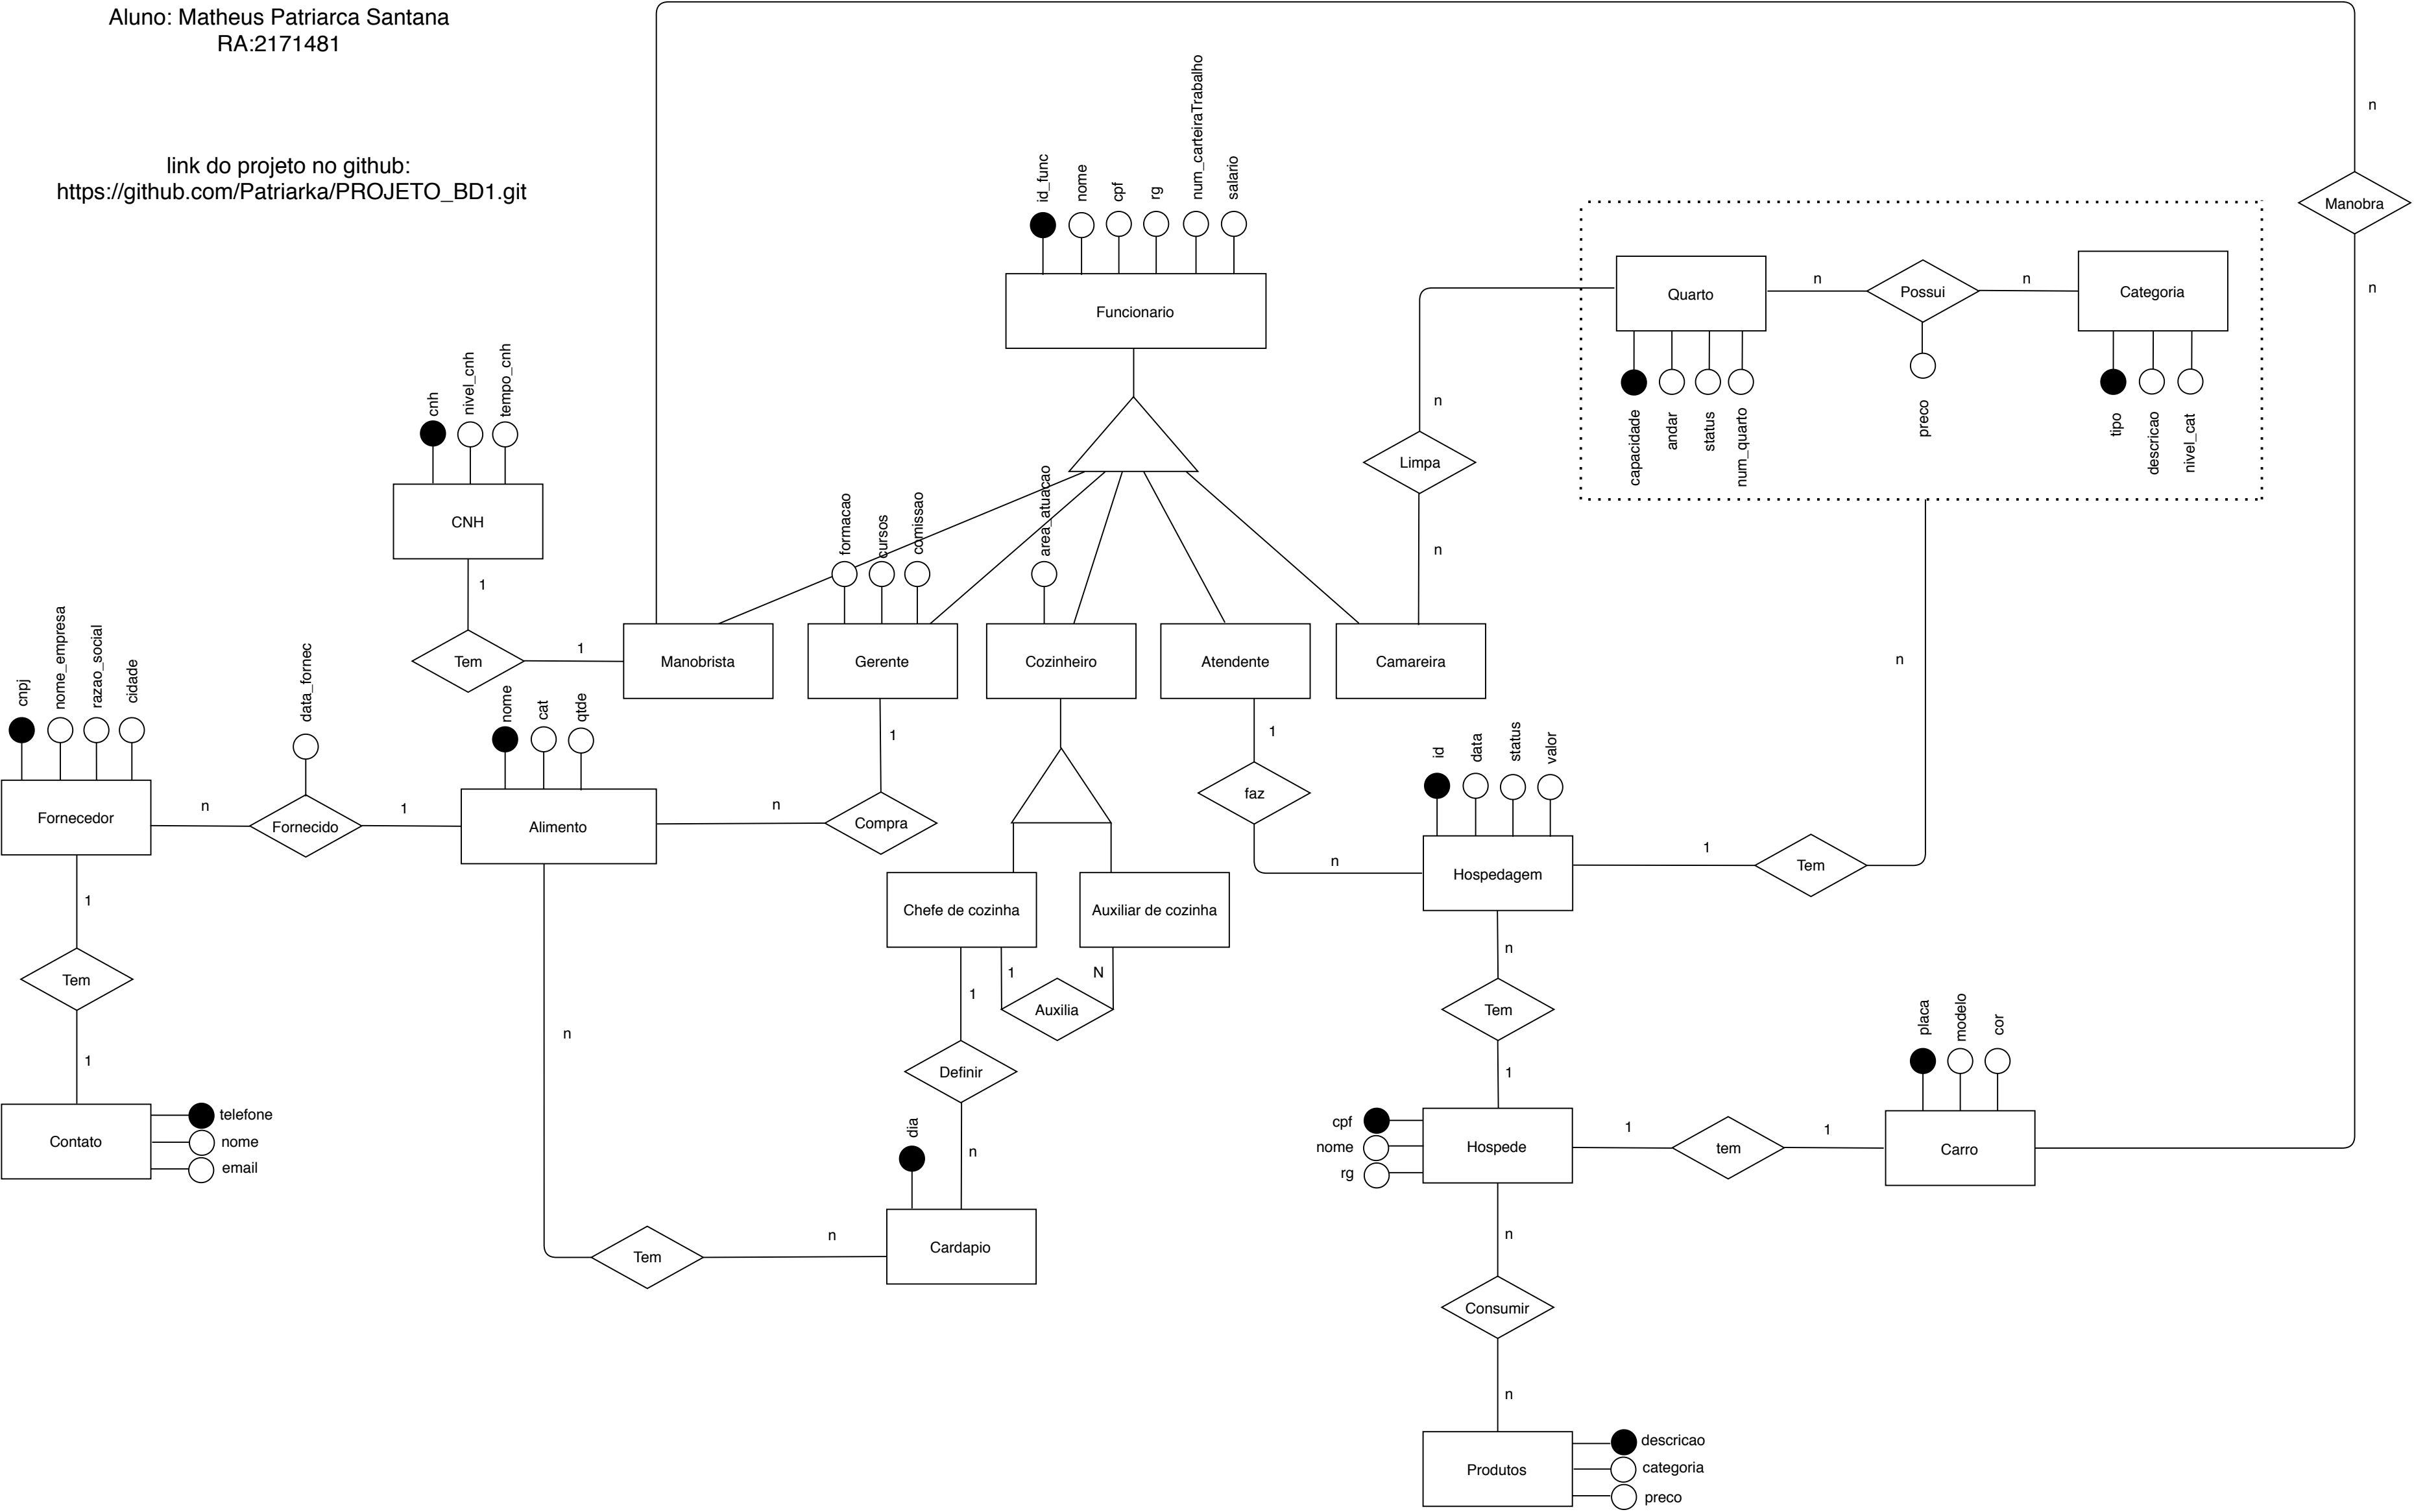 Aluno: Matheus Patriarca Santana
RA:2171481
link do projeto no github:
https://github.com/Patriarka/PROJETO_BD1.git
id_func
nome
cpf
rg
num_carteiraTrabalho
salario
Funcionario
n
Manobra
n
Quarto
n
Possui
n
Categoria
capacidade
andar
status
num_quarto
preco
tipo
descricao
nivel_cat
n
Limpa
n
cnh
nivel_cnh
tempo_cnh
CNH
1
Tem
1
formacao
cursos
comissao
area_atuacao
Manobrista
Gerente
Cozinheiro
Atendente
Camareira
n
cnpj
nome_empresa
razao_social
cidade
data_fornec
nome
cat
qtde
1
1
id
data
status
valor
Fornecedor
n
Fornecido
1
Alimento
n
Compra
faz
n
Hospedagem
1
Tem
1
Chefe de cozinha
Auxiliar de cozinha
n
Tem
1
N
1
Auxilia
Tem
n
Definir
1
placa
modelo
cor
1
Contato
telefone
nome
email
dia
n
cpf
nome
rg
Hospede
1
tem
1
Carro
Tem
n
Cardapio
n
Consumir
n
Produtos
descricao
categoria
preco